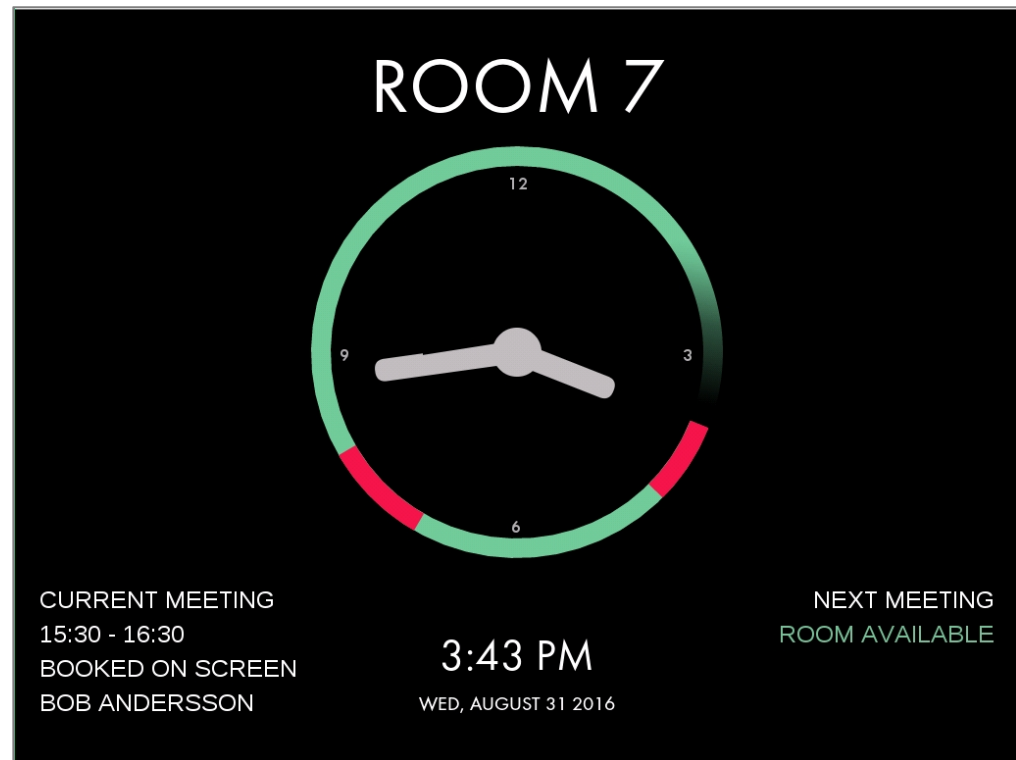 ROOM 7
12
9
3
6
CURRENT MEETING
15:30 - 16:30
BOOKED ON SCREEN
BOB ANDERSSON
3:43 PM
WED, AUGUST 31 2016
NEXT MEETING
ROOM AVAILABLE